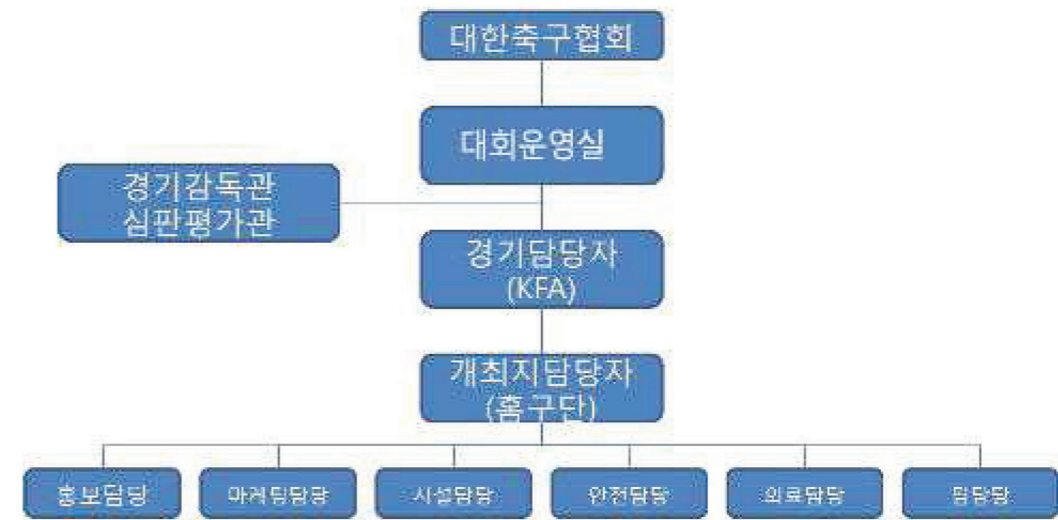 대한축구협회
대회운영실
경기감독관
심판평가관
경기담당자
(KFA)
개최지담당자
(홈구단)
홍보담당
마케팅담당
시설담당
안전담당
의료담당
팀담당